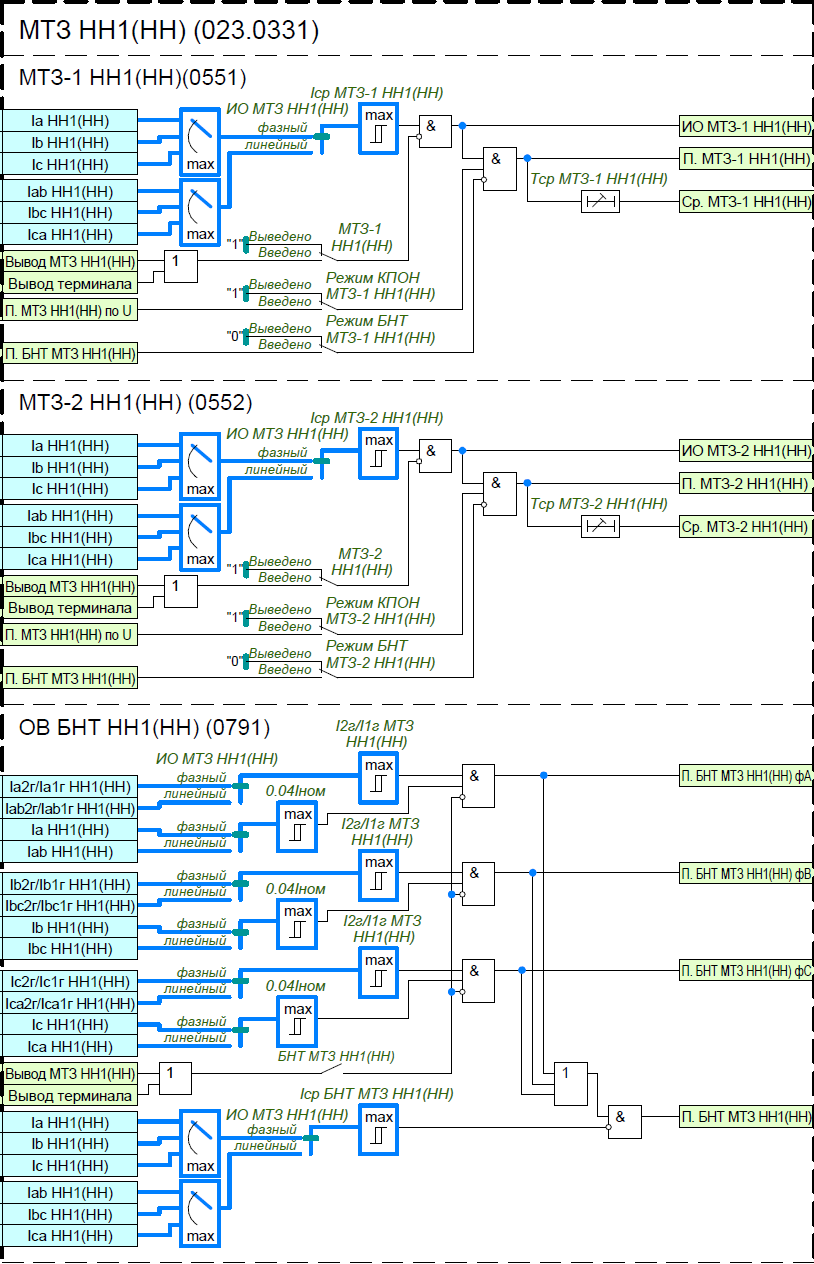 МТЗ НН1(НН) (023.0331)
МТЗ-1 НН1(НН)(0551)
Iср МТЗ-1 НН1(НН)
ИО МТЗ НН1(НН)
max
Ia НН1(НН)
Ib НН1(НН)
Ic НН1(НН)
max
фазный
линейный
&
ИО МТЗ-1 НН1(НН)
&
П. МТЗ-1 НН1(НН)
Тср МТЗ-1 НН1(НН)
Ср. МТЗ-1 НН1(НН)
Iab НН1(НН)
Ibc НН1(НН)
Ica НН1(НН)
max
Вывод МТЗ НН1(НН)
Вывод терминала
1
"1"
Выведено
Введено
МТЗ-1
НН1(НН)
П. МТЗ НН1(НН) по U
"1"
Выведено
Введено
Режим КПОН
МТЗ-1 НН1(НН)
П. БНТ МТЗ НН1(НН)
"0"
Выведено
Введено
Режим БНТ
МТЗ-1 НН1(НН)
МТЗ-2 НН1(НН) (0552)
Iср МТЗ-2 НН1(НН)
ИО МТЗ НН1(НН)
max
Ia НН1(НН)
Ib НН1(НН)
Ic НН1(НН)
max
фазный
линейный
&
ИО МТЗ-2 НН1(НН)
&
П. МТЗ-2 НН1(НН)
Тср МТЗ-2 НН1(НН)
Ср. МТЗ-2 НН1(НН)
Iab НН1(НН)
Ibc НН1(НН)
Ica НН1(НН)
max
Вывод МТЗ НН1(НН)
Вывод терминала
1
"1"
Выведено
Введено
МТЗ-2
НН1(НН)
П. МТЗ НН1(НН) по U
"1"
Выведено
Введено
Режим КПОН
МТЗ-2 НН1(НН)
П. БНТ МТЗ НН1(НН)
"0"
Выведено
Введено
Режим БНТ
МТЗ-2 НН1(НН)
ОВ БНТ НН1(НН) (0791)
I2г/I1г МТЗ
НН1(НН)
ИО МТЗ НН1(НН)
max
Ia2г/Ia1г НН1(НН)
Iab2г/Iab1г НН1(НН)
Ia НН1(НН)
Iab НН1(НН)
фазный
линейный
фазный
линейный
0.04Iном
max
&
П. БНТ МТЗ НН1(НН) фА
I2г/I1г МТЗ
НН1(НН)
max
Ib2г/Ib1г НН1(НН)
Ibc2г/Ibc1г НН1(НН)
Ib НН1(НН)
Ibc НН1(НН)
фазный
линейный
фазный
линейный
0.04Iном
max
&
П. БНТ МТЗ НН1(НН) фВ
I2г/I1г МТЗ
НН1(НН)
max
Ic2г/Ic1г НН1(НН)
Ica2г/Ica1г НН1(НН)
Ic НН1(НН)
Ica НН1(НН)
фазный
линейный
фазный
линейный
0.04Iном
max
&
П. БНТ МТЗ НН1(НН) фС
Вывод МТЗ НН1(НН)
Вывод терминала
1
БНТ МТЗ НН1(НН)
1
Iср БНТ МТЗ НН1(НН)
ИО МТЗ НН1(НН)
max
Ia НН1(НН)
Ib НН1(НН)
Ic НН1(НН)
max
фазный
линейный
&
П. БНТ МТЗ НН1(НН)
Iab НН1(НН)
Ibc НН1(НН)
Ica НН1(НН)
max